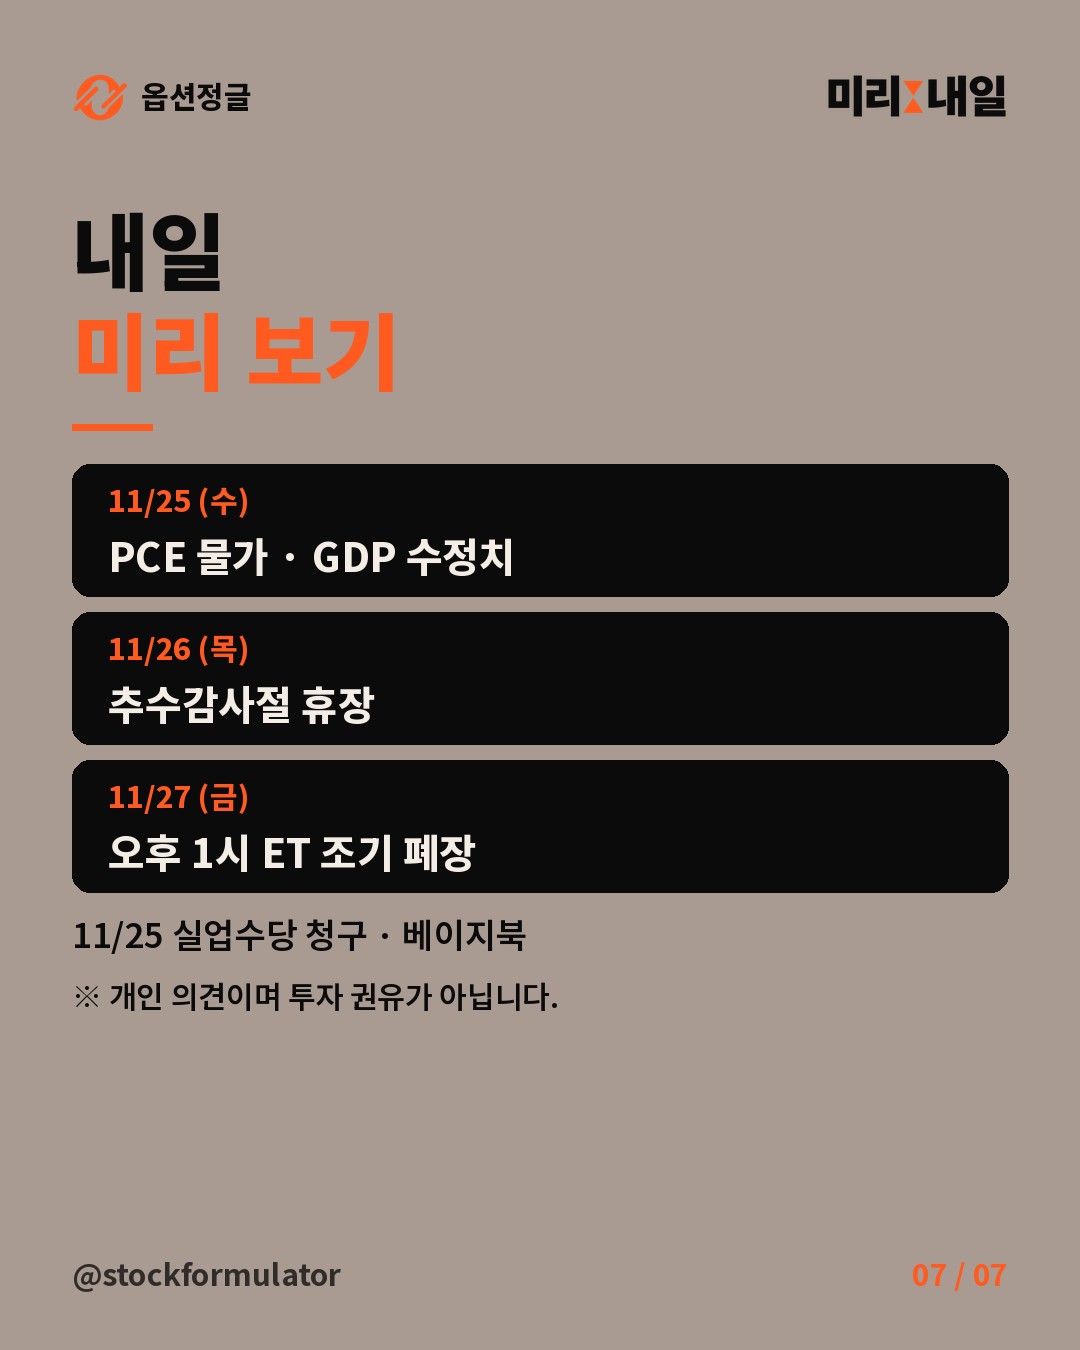 옵션정글
미리 내일
내일
미리 보기
11/25 (수)
PCE 물가 · GDP 수정치
11/26 (목)
추수감사절 휴장
11/27 (금)
오후 1시 ET 조기 폐장
11/25 실업수당 청구 · 베이지북
※ 개인 의견이며 투자 권유가 아닙니다.
@stockformulator
07 / 07